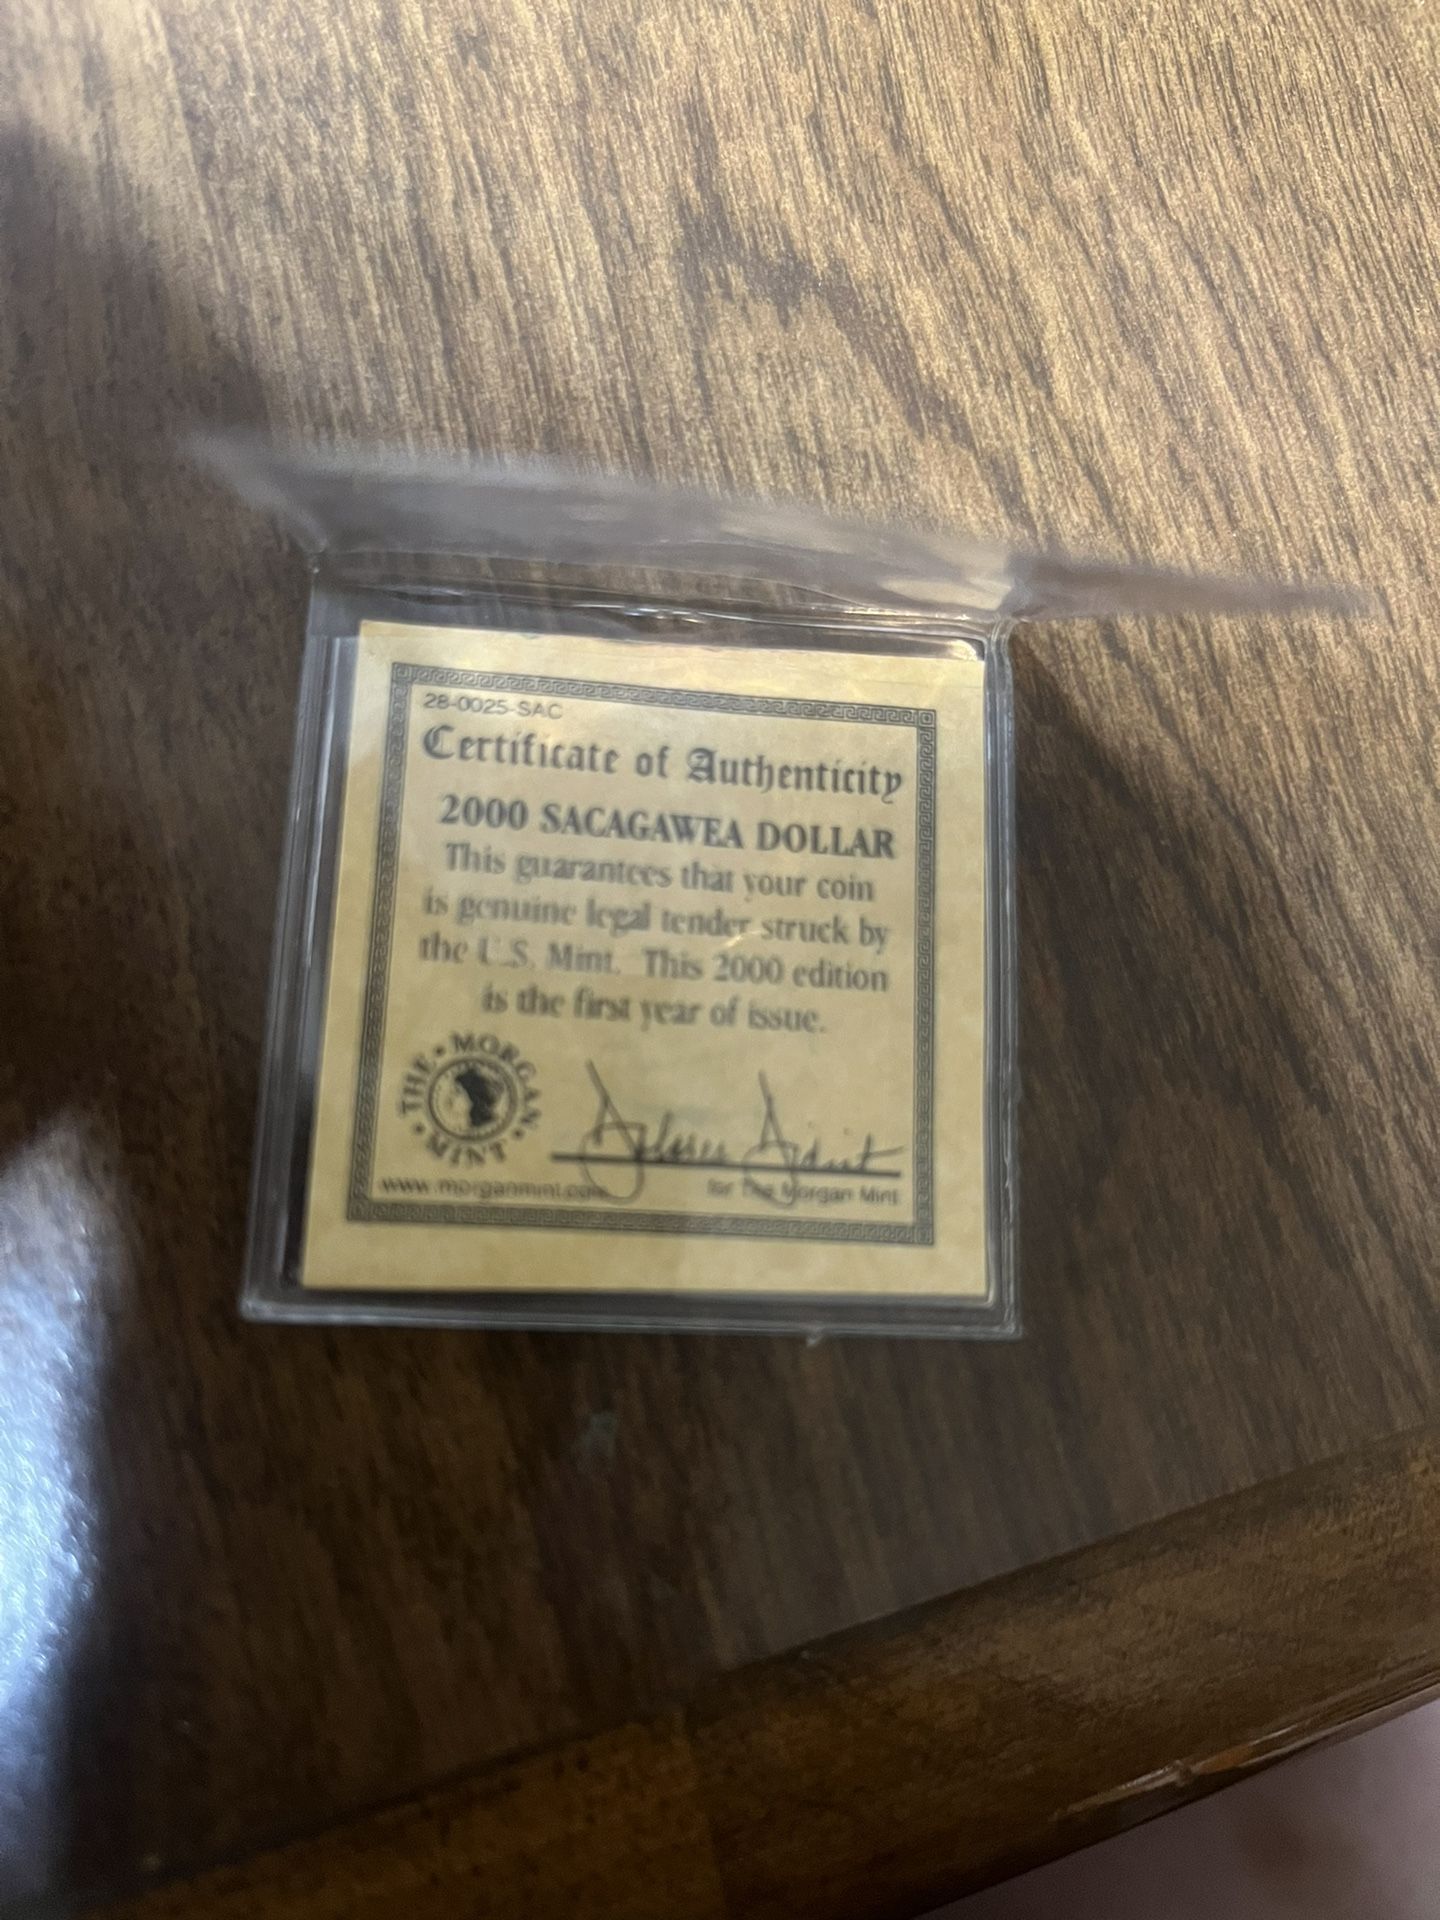 28-0025-SAC
Certificate of Authenticity
2000 SACAGAWEA DOLLAR
This guarantees that your coin
is genuine legal tender struck by
the U.S. Mint. This 2000 edition
is the first year of issue.
THE • MORGAN • MINT •
www.morganmint.com
for The Morgan Mint